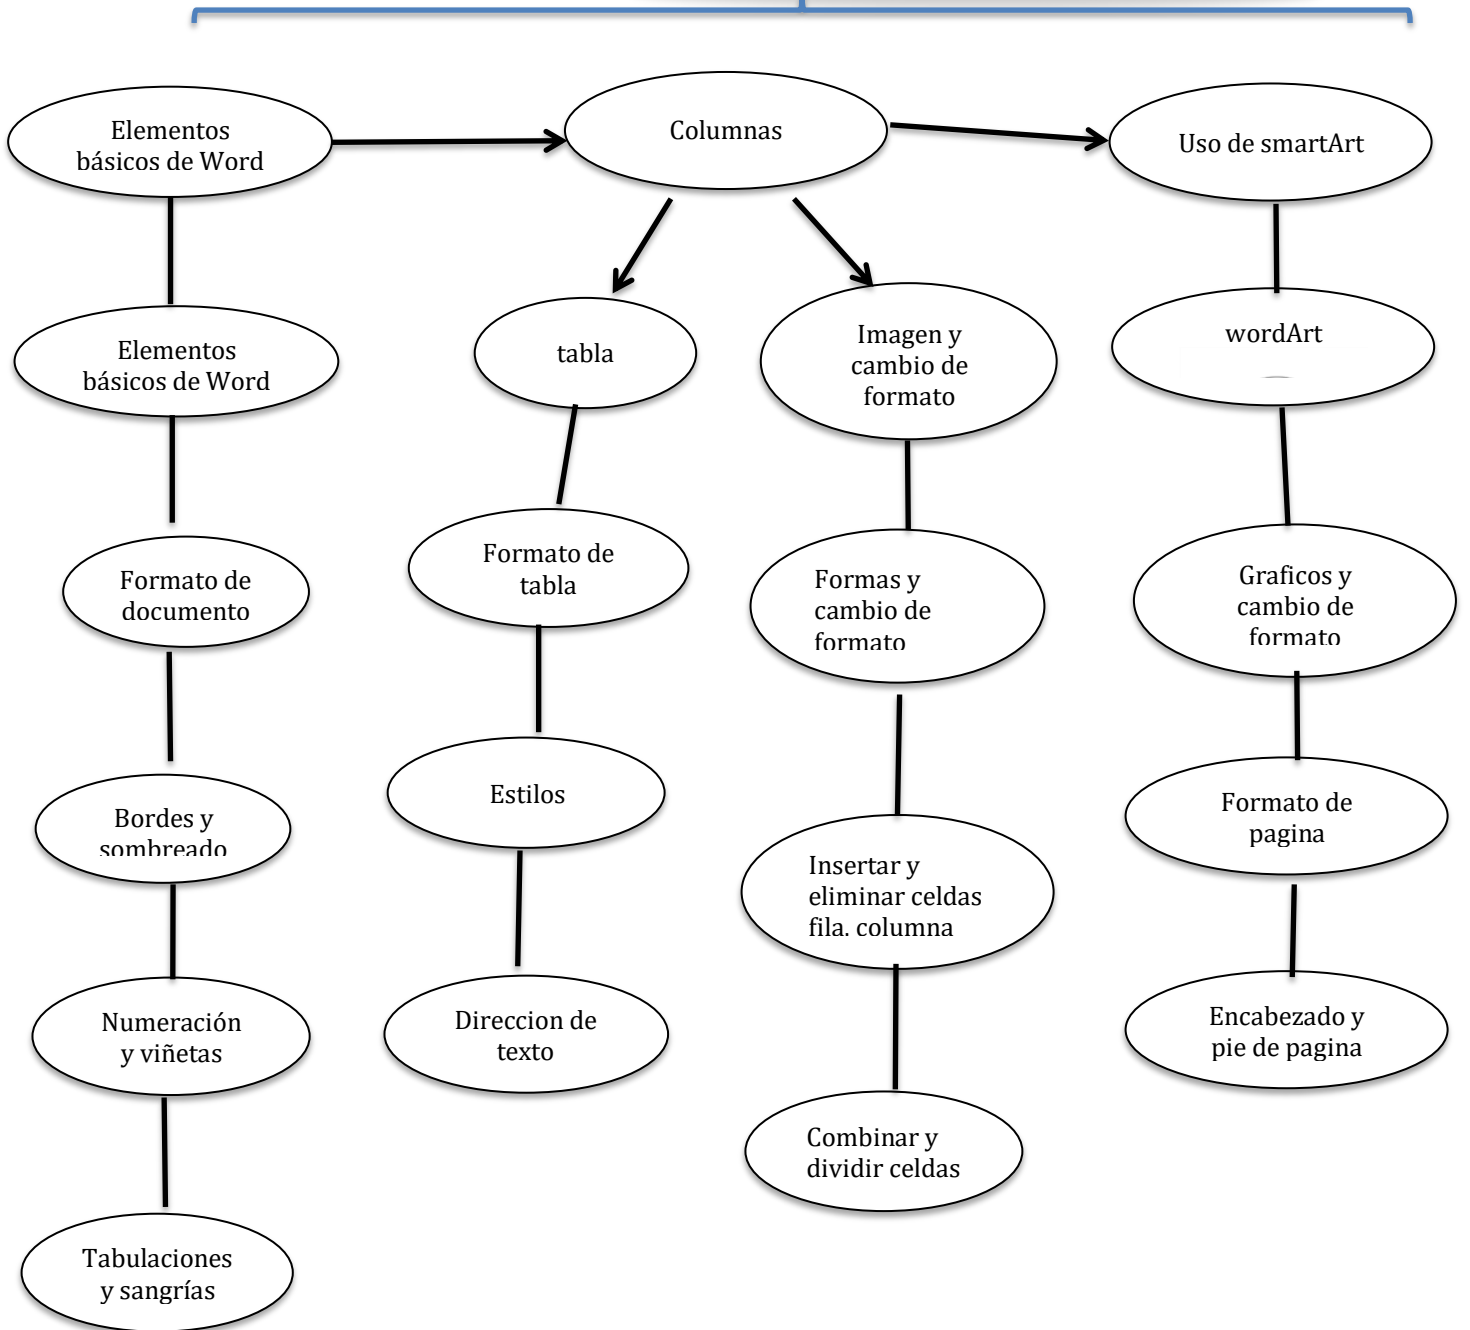 Elementos
básicos de Word
Columnas
Uso de smartArt
Elementos
básicos de Word
tabla
Imagen y
cambio de
formato
wordArt
Formato de
documento
Formato de
tabla
Formas y
cambio de
formato
Graficos y
cambio de
formato
Bordes y
sombreado
Estilos
Insertar y
eliminar celdas
fila. columna
Formato de
pagina
Numeración
y viñetas
Direccion de
texto
Combinar y
dividir celdas
Encabezado y
pie de pagina
Tabulaciones
y sangrías